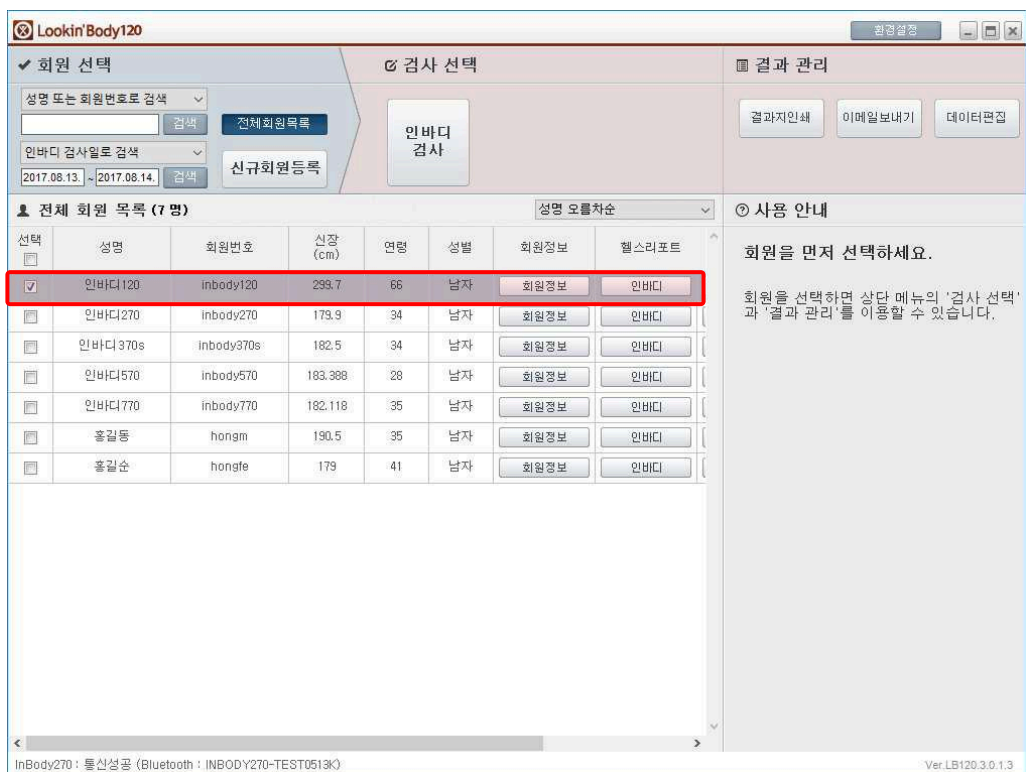 Lookin'Body120
환경설정
회원 선택
검사 선택
결과 관리
성명 또는 회원번호로 검색
검색
전체회원목록
인바디 검사일로 검색
2017.08.13. ~ 2017.08.14. 검색
신규회원등록
인바디
검사
결과지인쇄 이메일보내기 데이터편집
전체 회원 목록 (7 명)
성명 오름차순
사용 안내
선택 성명 회원번호 신장 (cm) 연령 성별 회원정보 헬스리포트
인바디120 inbody120 299.7 66 남자 회원정보 인바디
인바디270 inbody270 179.9 34 남자 회원정보 인바디
인바디370s inbody370s 182.5 34 남자 회원정보 인바디
인바디570 inbody570 183.388 28 남자 회원정보 인바디
인바디770 inbody770 182.118 35 남자 회원정보 인바디
홍길동 hongm 190.5 35 남자 회원정보 인바디
홍길순 hongfe 179 41 남자 회원정보 인바디
회원을 먼저 선택하세요.
회원을 선택하면 상단 메뉴의 '검사 선택'
과 '결과 관리'를 이용할 수 있습니다.
InBody270 : 통신성공 (Bluetooth : INBODY270-TEST0513K)
Ver.LB120.3.0.1.3